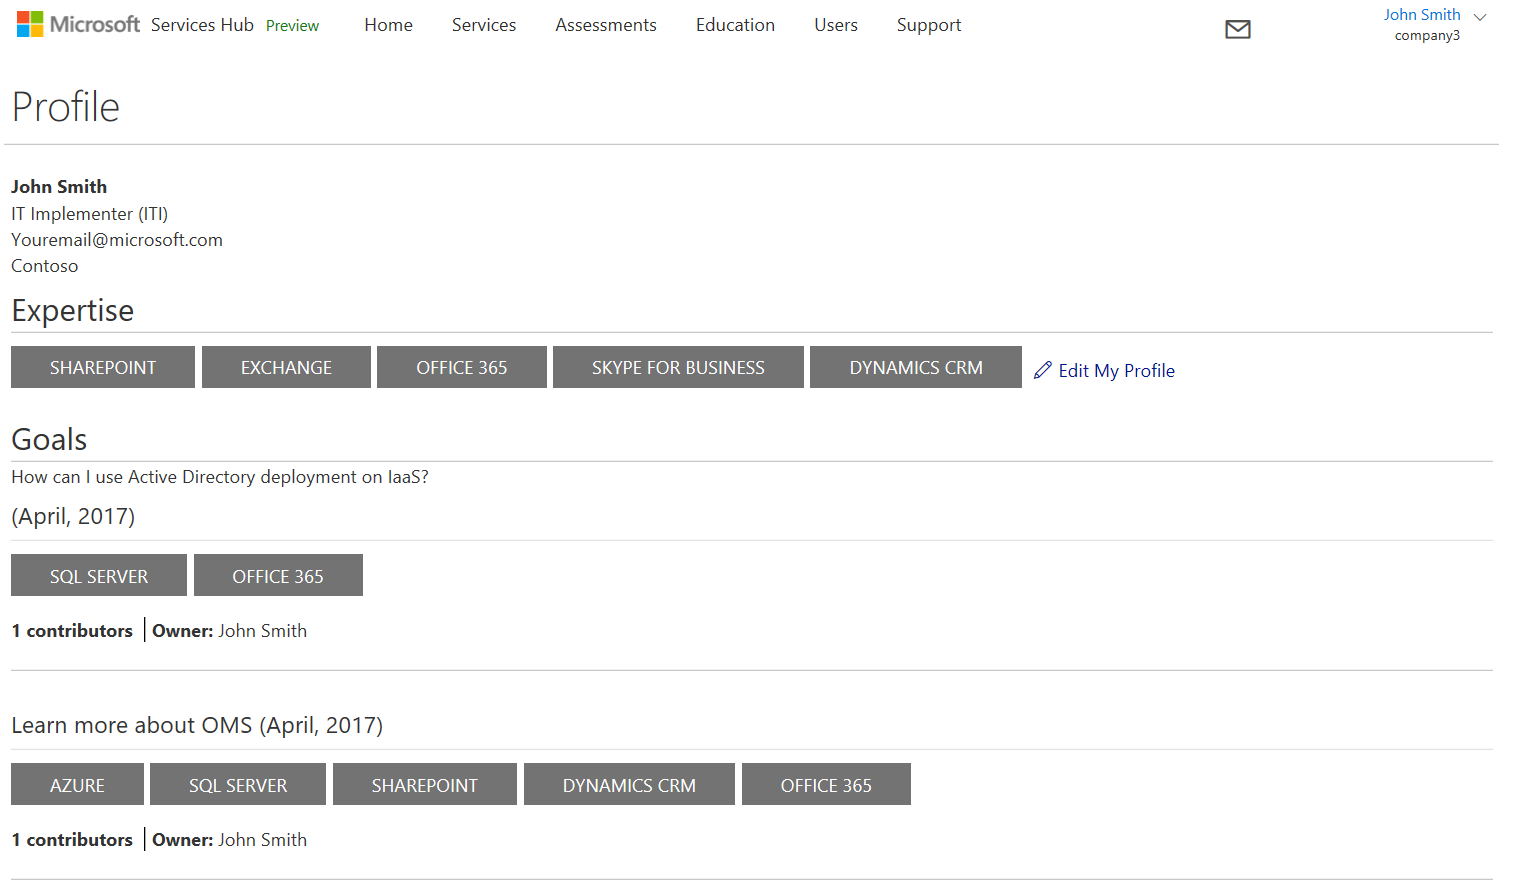 Microsoft Services Hub Preview Home Services Assessments Education Users Support
John Smith
company3
Profile
John Smith
IT Implementer (ITI)
Youremail@microsoft.com
Contoso
Expertise
SHAREPOINT EXCHANGE OFFICE 365 SKYPE FOR BUSINESS DYNAMICS CRM Edit My Profile
Goals
How can I use Active Directory deployment on IaaS?
(April, 2017)
SQL SERVER OFFICE 365
1 contributors Owner: John Smith
Learn more about OMS (April, 2017)
AZURE SQL SERVER SHAREPOINT DYNAMICS CRM OFFICE 365
1 contributors Owner: John Smith